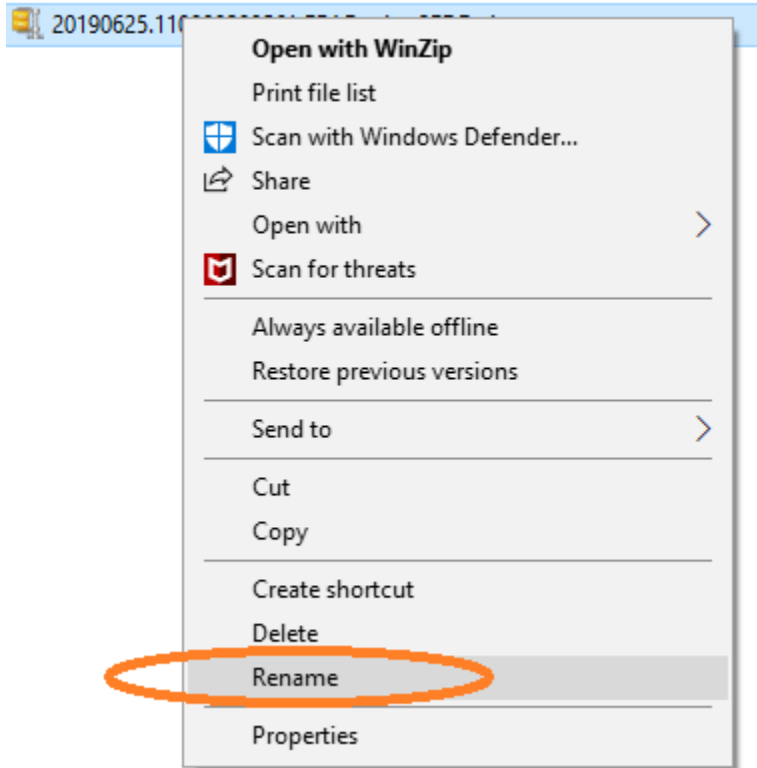 20190625.11
Open with WinZip
Print file list
Scan with Windows Defender...
Share
Open with
Scan for threats
Always available offline
Restore previous versions
Send to
Cut
Copy
Create shortcut
Delete
Rename
Properties